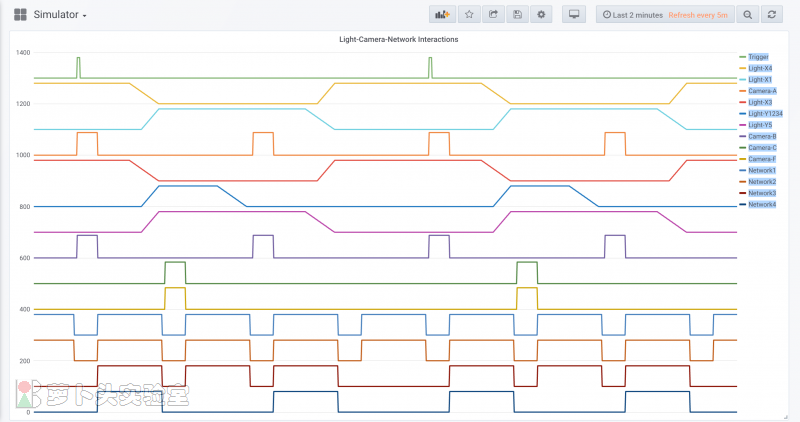 Simulator
Last 2 minutes Refresh every 5m
Light-Camera-Network Interactions
1400
1200
1000
800
600
400
200
0
Trigger
Light-X4
Light-X1
Camera-A
Light-X3
Light-Y1234
Light-Y5
Camera-B
Camera-C
Camera-F
Network1
Network2
Network3
Network4
萝卜头实验室